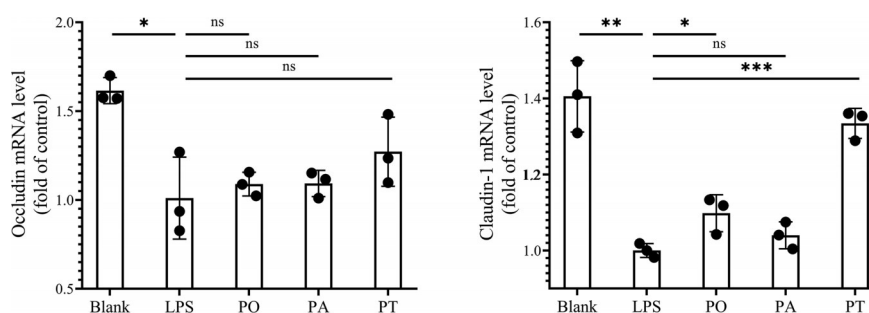 Occludin mRNA level
(fold of control)
2.0
1.5
1.0
0.5
*
ns
ns
ns
Blank LPS PO PA PT
Claudin-1 mRNA level
(fold of control)
1.6
1.4
1.2
1.0
**
*
ns
***
Blank LPS PO PA PT